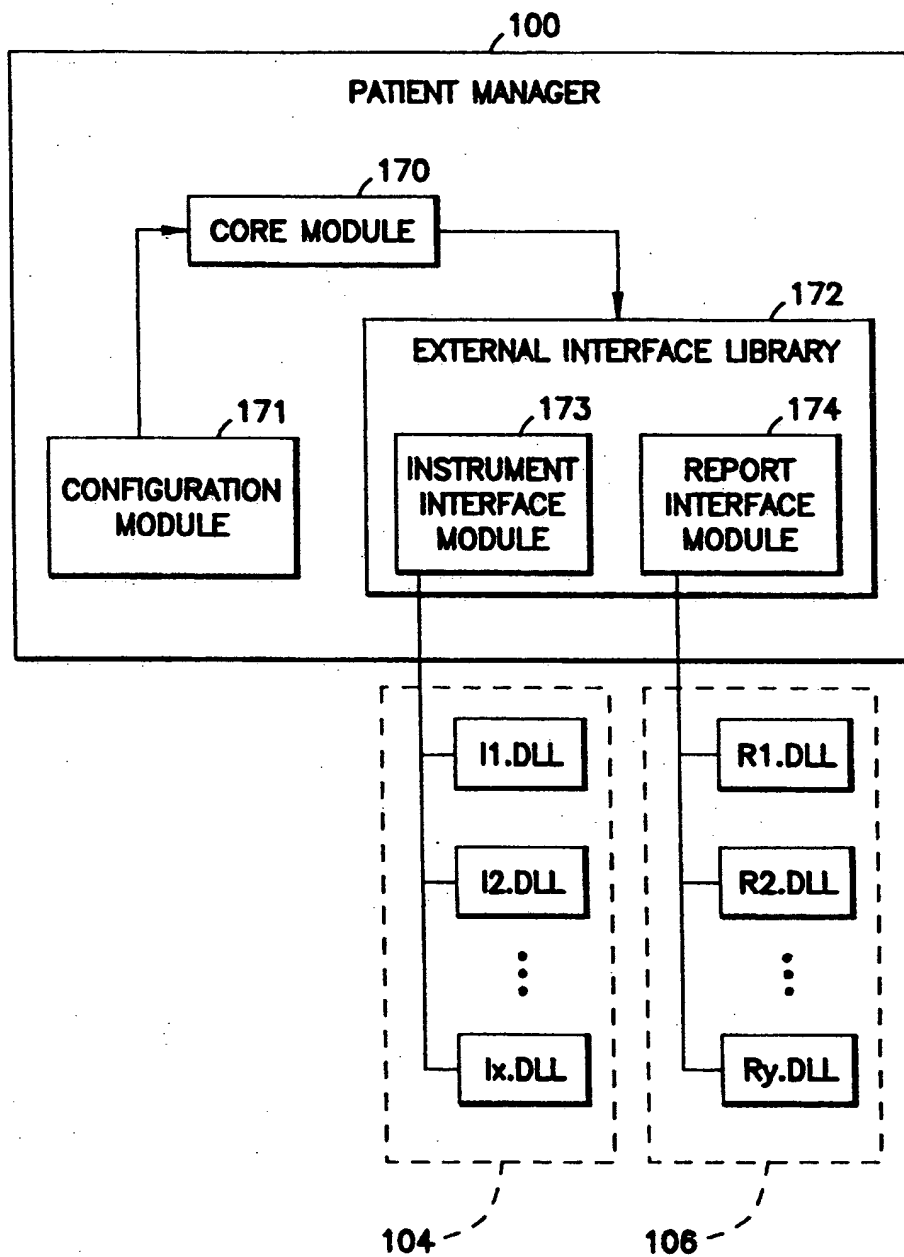 100
PATIENT MANAGER
170
CORE MODULE
172
EXTERNAL INTERFACE LIBRARY
171
CONFIGURATION
MODULE
173
INSTRUMENT
INTERFACE
MODULE
174
REPORT
INTERFACE
MODULE
I1.DLL
R1.DLL
I2.DLL
R2.DLL
Ix.DLL
Ry.DLL
104
106